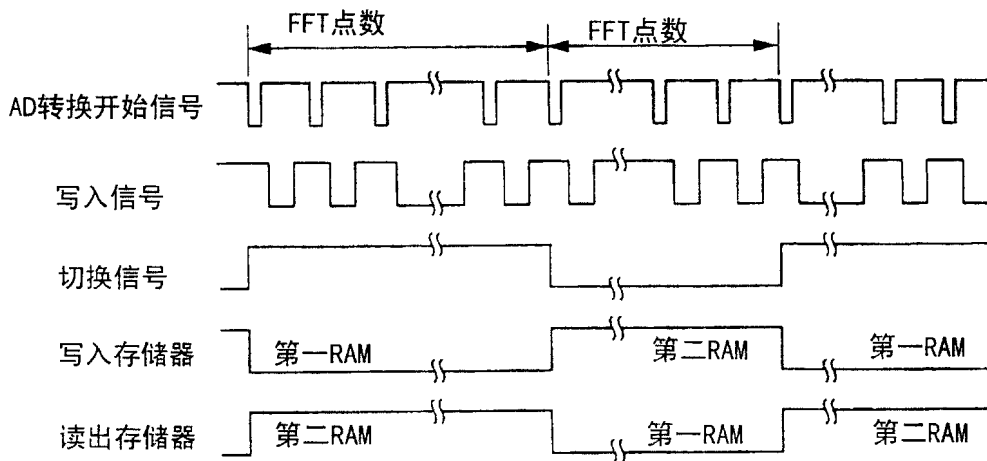 FFT点数 FFT点数
AD转换开始信号
写入信号
切换信号
写入存储器 第一RAM 第二RAM 第一RAM
读出存储器 第二RAM 第一RAM 第二RAM